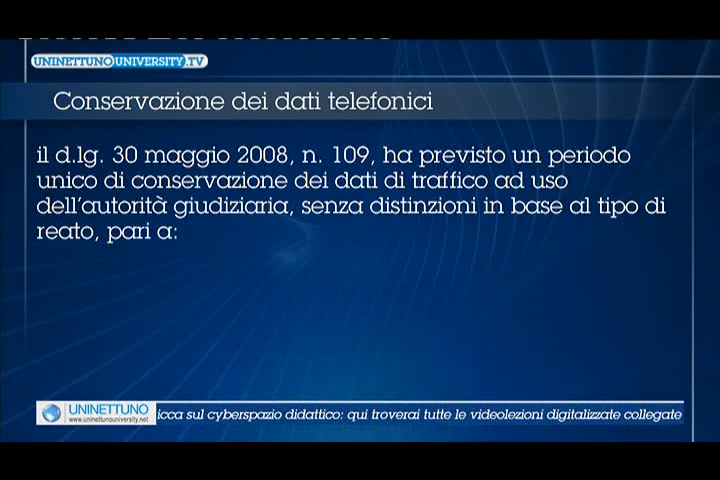 UNINETTUNOUNIVERSITY.TV
Conservazione dei dati telefonici
il d.lg. 30 maggio 2008, n. 109, ha previsto un periodo
unico di conservazione dei dati di traffico ad uso
dell'autorità giudiziaria, senza distinzioni in base al tipo di
reato, pari a:
UNINETTUNO
www.uninettunouniversity.net
icca sul cyberspazio didattico: qui troverai tutte le videolezioni digitalizzate collegate